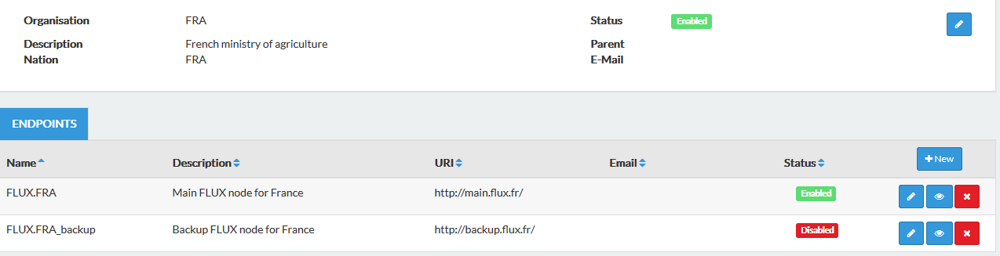 Organisation FRA Status Enabled
Description French ministry of agriculture Parent
Nation FRA E-Mail
ENDPOINTS
Name Description URI Email Status New
FLUX.FRA Main FLUX node for France http://main.flux.fr/ Enabled
FLUX.FRA_backup Backup FLUX node for France http://backup.flux.fr/ Disabled